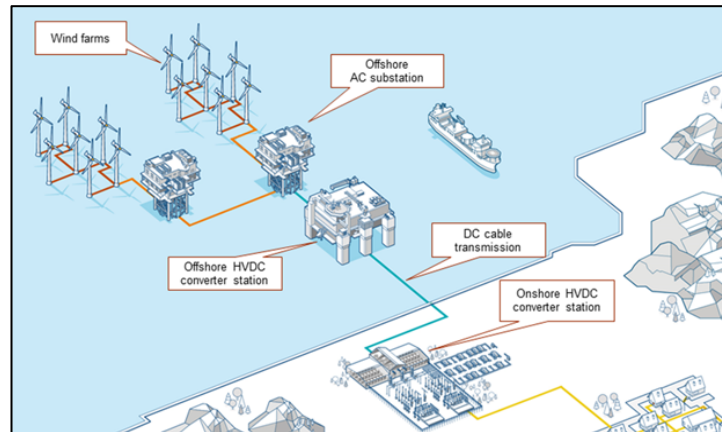 Wind farms
Offshore
AC substation
DC cable
transmission
Offshore HVDC
converter station
Onshore HVDC
converter station